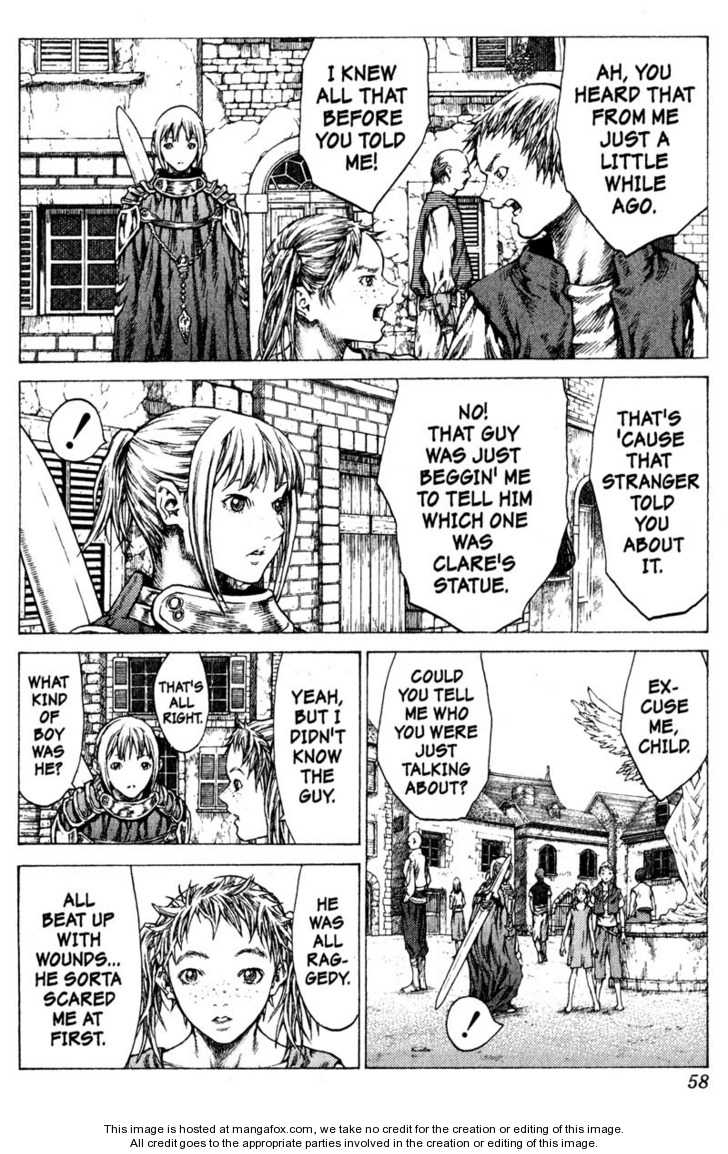 AH, YOU
HEARD THAT
FROM ME
JUST A
LITTLE
WHILE
AGO.
I KNEW
ALL THAT
BEFORE
YOU TOLD
ME!
THAT'S
'CAUSE
THAT
STRANGER
TOLD
YOU
ABOUT
IT.
NO!
THAT GUY
WAS JUST
BEGGIN' ME
TO TELL HIM
WHICH ONE
WAS
CLARE'S
STATUE.
!
EX-
CUSE
ME,
CHILD.
COULD
YOU TELL
ME WHO
YOU WERE
JUST
TALKING
ABOUT?
!
YEAH,
BUT I
DIDN'T
KNOW
THE
GUY.
THAT'S
ALL
RIGHT.
WHAT
KIND
OF
BOY
WAS
HE?
HE
WAS
ALL
RAG-
GEDY.
ALL
BEAT UP
WITH
WOUNDS...
HE SORTA
SCARED
ME AT
FIRST.
58
This image is hosted at mangafox.com, we take no credit for the creation or editing of this image.
All credit goes to the appropriate parties involved in the creation or editing of this image.